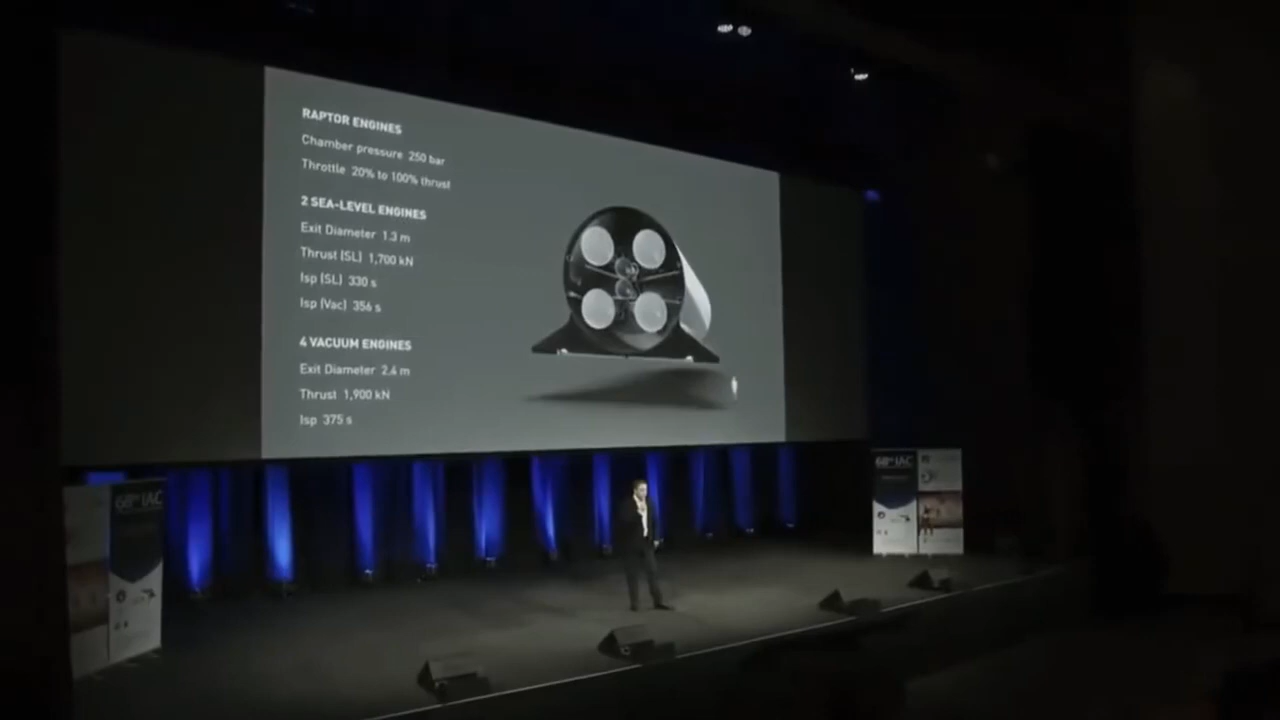 RAPTOR ENGINES
Chamber pressure 250 bar
Throttle 20% to 100% thrust
2 SEA-LEVEL ENGINES
Exit Diameter 1.3 m
Thrust (SL) 1,700 kN
Isp (SL) 330 s
Isp (Vac) 356 s
4 VACUUM ENGINES
Exit Diameter 2.4 m
Thrust 1,900 kN
Isp 375 s
68th IAC
68th IAC